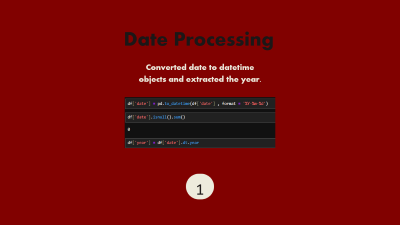 Date Processing
Converted date to datetime
objects and extracted the year.
df['date'] = pd.to_datetime(df['date'] , format = '%Y-%m-%d')
df['date'].isnull().sum()
0
df['year'] = df['date'].dt.year
1